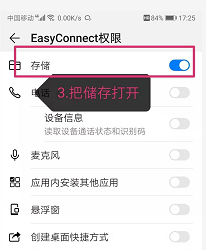 中国移动 4G 0.00K/s 84% 17:25
EasyConnect权限
存储
电话
3.把储存打开
设备信息
读取设备通话状态和识别码
麦克风
应用内安装其他应用
悬浮窗
创建桌面快捷方式